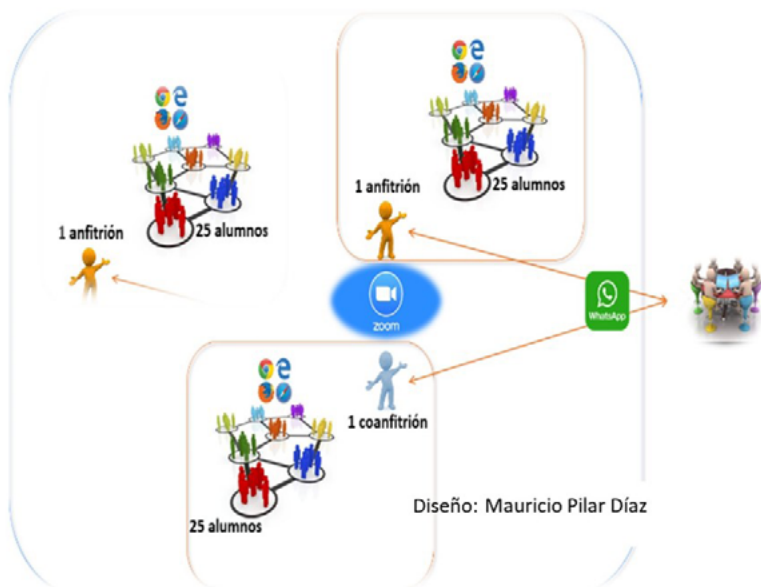 1 anfitrión
25 alumnos
1 anfitrión
25 alumnos
zoom
WhatsApp
1 coanfitrión
25 alumnos
Diseño: Mauricio Pilar Díaz